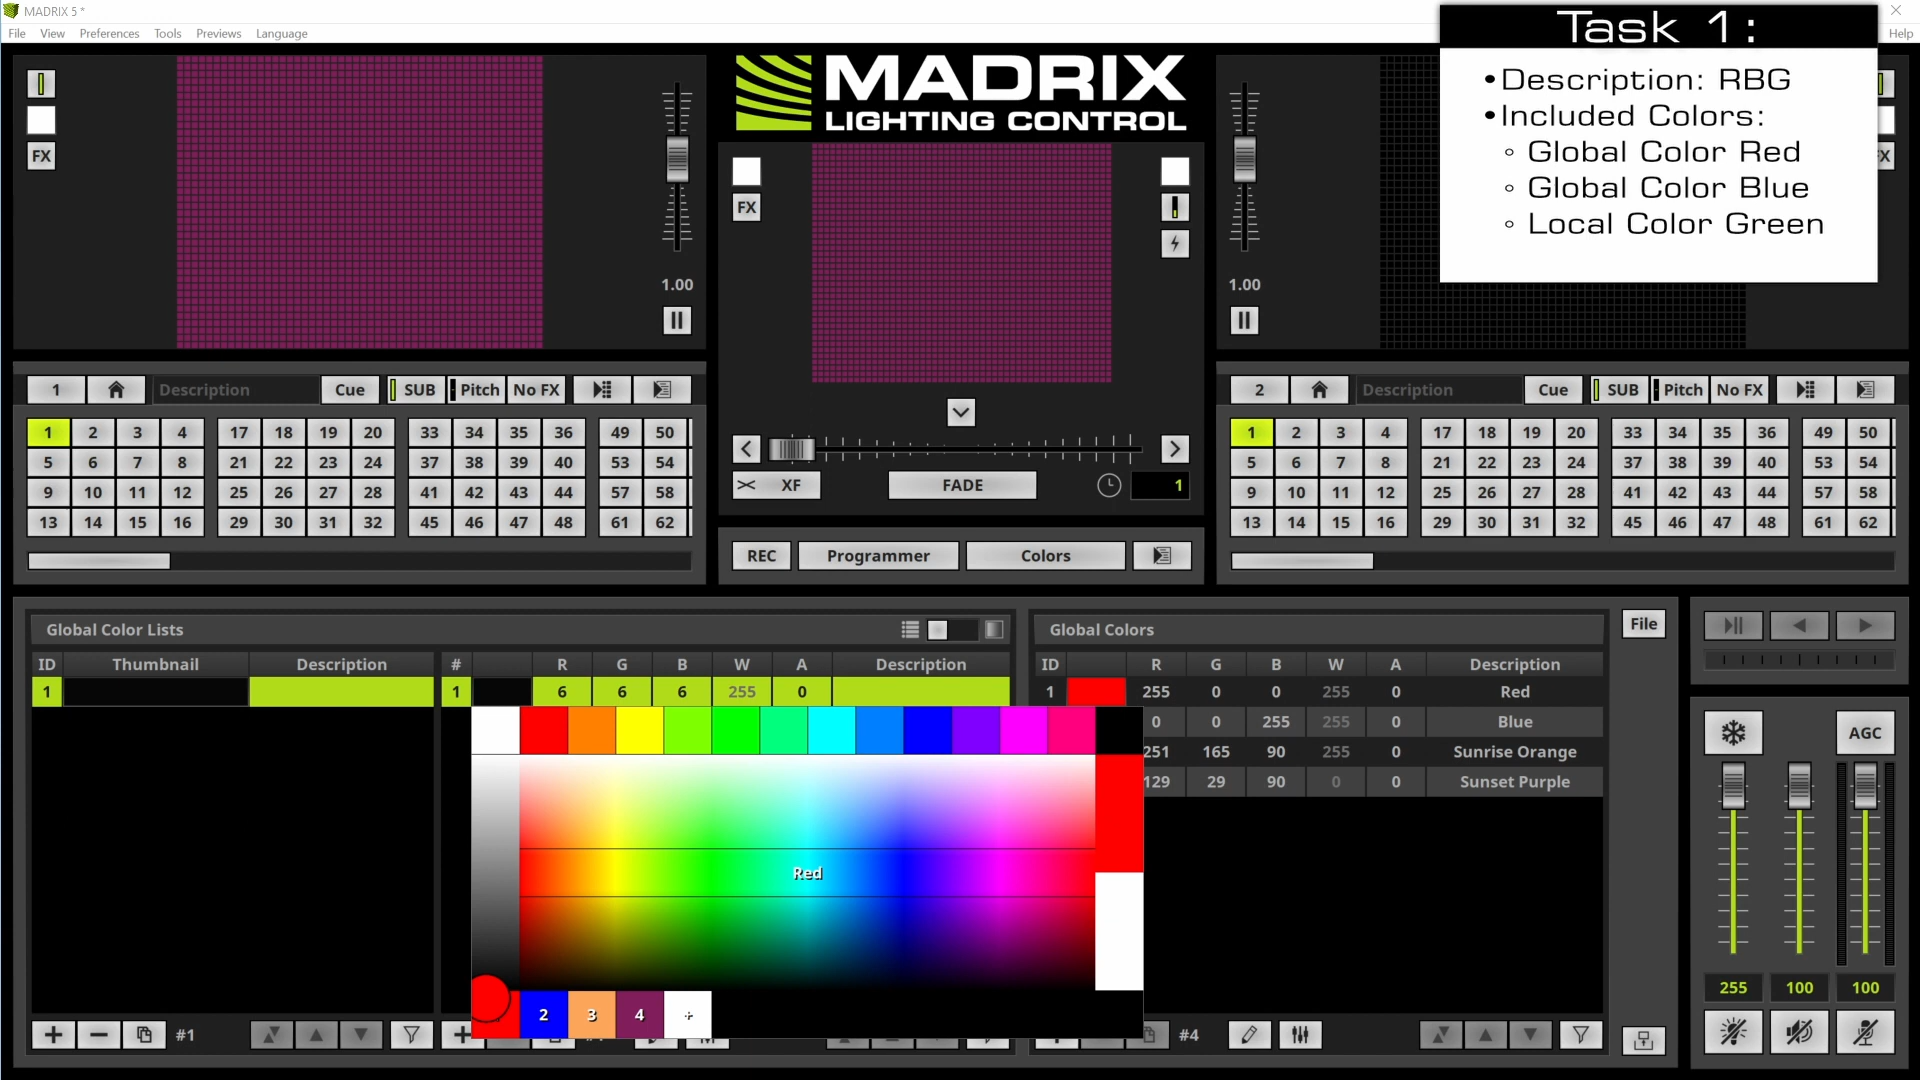 MADRIX 5 *
File View Preferences Tools Previews Language
Help
Task 1:
•Description: RBG
•Included Colors:
◦ Global Color Red
◦ Global Color Blue
◦ Local Color Green
MADRIX
LIGHTING CONTROL
FX
FX
1.00
1.00
1 Description Cue SUB Pitch No FX
1 2 3 4 17 18 19 20 33 34 35 36 49 50
5 6 7 8 21 22 23 24 37 38 39 40 53 54
9 10 11 12 25 26 27 28 41 42 43 44 57 58
13 14 15 16 29 30 31 32 45 46 47 48 61 62
XF FADE 1
REC Programmer Colors
2 Description Cue SUB Pitch No FX
1 2 3 4 17 18 19 20 33 34 35 36 49 50
5 6 7 8 21 22 23 24 37 38 39 40 53 54
9 10 11 12 25 26 27 28 41 42 43 44 57 58
13 14 15 16 29 30 31 32 45 46 47 48 61 62
Global Color Lists
ID Thumbnail Description # R G B W A Description
1 1 6 6 6 255 0
Red
2 3 4 +
#1
Global Colors
File
ID R G B W A Description
1 255 0 0 255 0 Red
0 0 255 255 0 Blue
251 165 90 255 0 Sunrise Orange
129 29 90 0 0 Sunset Purple
#4
AGC
255 100 100